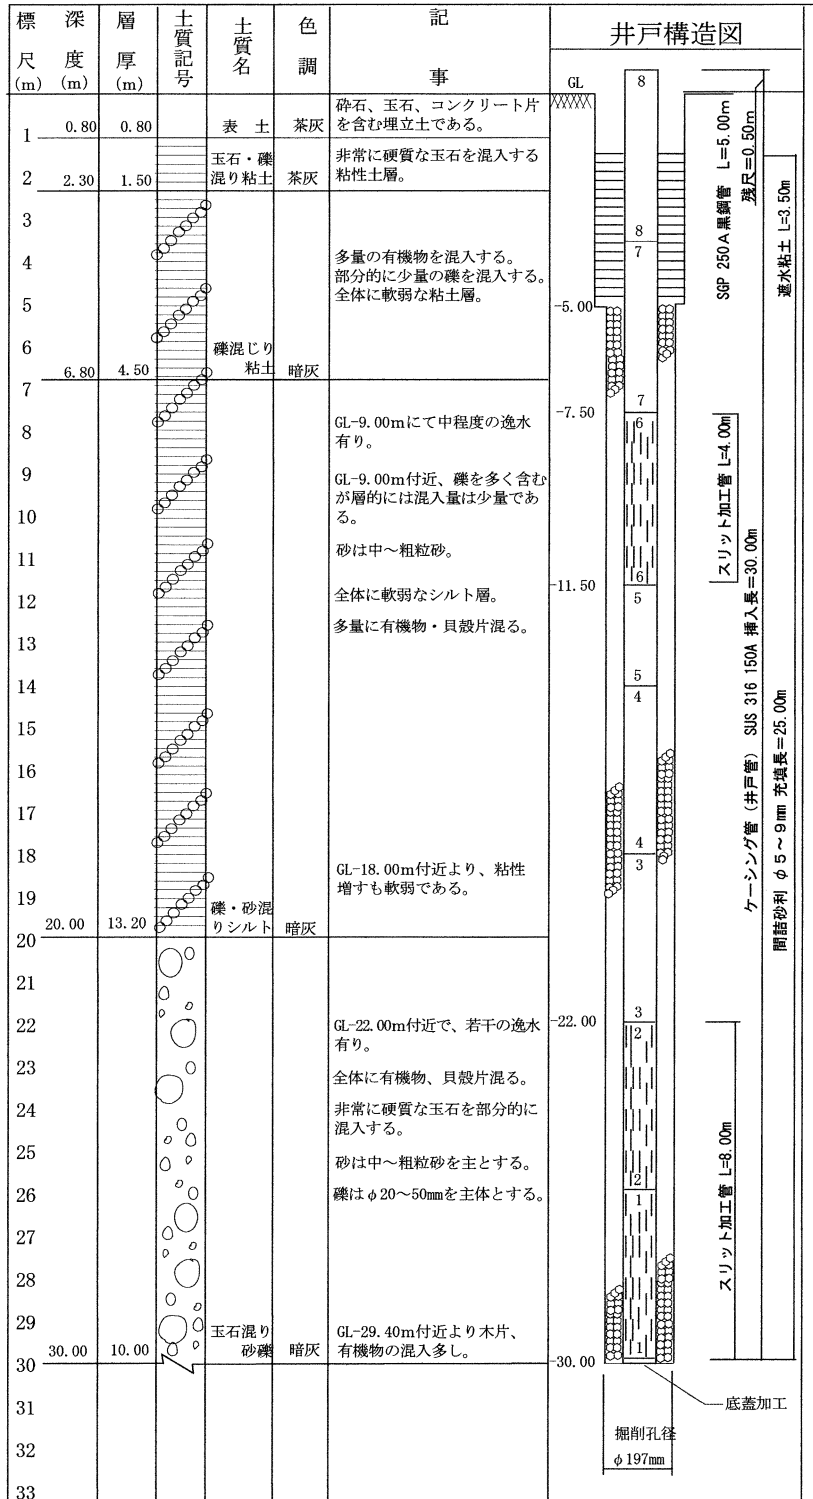 標尺(m)
深度(m)
層厚(m)
土質記号
土質名
色調
記事
井戸構造図
GL
1
2
3
4
5
6
7
8
9
10
11
12
13
14
15
16
17
18
19
20
21
22
23
24
25
26
27
28
29
30
31
32
33
0.80 0.80 表 土 茶灰
砕石、玉石、コンクリート片
を含む埋立土である。
玉石・礫
2.30 1.50 混り粘土 茶灰
非常に硬質な玉石を混入する
粘性土層。
多量の有機物を混入する。
部分的に少量の礫を混入する。
全体に軟弱な粘土層。
礫混じり
6.80 4.50 粘土 暗灰
GL-9.00mにて中程度の逸水
有り。
GL-9.00m付近、礫を多く含む
が層的には混入量は少量であ
る。
砂は中～粗粒砂。
全体に軟弱なシルト層。
多量に有機物・貝殻片混る。
GL-18.00m付近より、粘性
増すも軟弱である。
礫・砂混
20.00 13.20 りシルト 暗灰
GL-22.00m付近で、若干の逸水
有り。
全体に有機物、貝殻片混る。
非常に硬質な玉石を部分的に
混入する。
砂は中～粗粒砂を主とする。
礫はφ20～50mmを主体とする。
玉石混り
30.00 10.00 砂礫 暗灰
GL-29.40m付近より木片、
有機物の混入多し。
8
8
7
-5.00
7
-7.50
6
6
-11.50
5
5
4
4
3
3
-22.00
2
2
1
1
-30.00
SGP 250A黒鋼管 L=5.00m
残尺=0.50m
遮水粘土 L=3.50m
スリット加工管 L=4.00m
ケーシング管（井戸管） SUS 316 150A 挿入長=30.00m
間詰砂利 φ5～9mm 充填長=25.00m
スリット加工管 L=8.00m
底蓋加工
掘削孔径
φ197mm